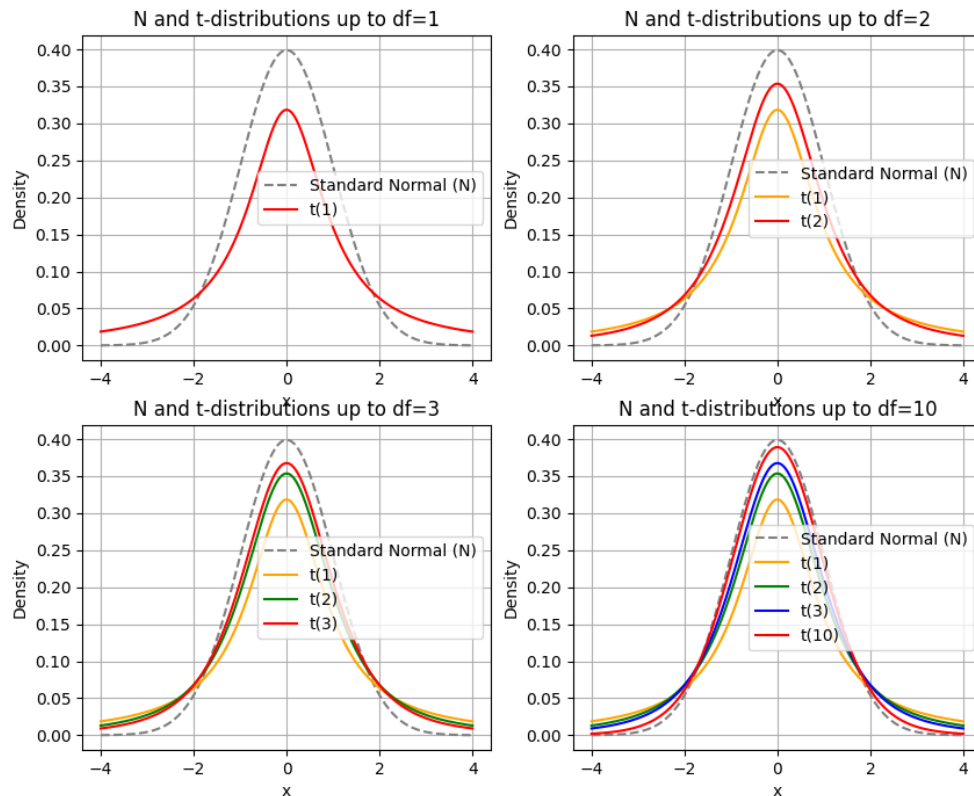 N and t-distributions up to df=1
Density
0.40
0.35
0.30
0.25
0.20
0.15
0.10
0.05
0.00
Standard Normal (N)
t(1)
−4
−2
0
2
4
x
N and t-distributions up to df=2
Density
0.40
0.35
0.30
0.25
0.20
0.15
0.10
0.05
0.00
Standard Normal (N)
t(1)
t(2)
−4
−2
0
2
4
x
N and t-distributions up to df=3
Density
0.40
0.35
0.30
0.25
0.20
0.15
0.10
0.05
0.00
Standard Normal (N)
t(1)
t(2)
t(3)
−4
−2
0
2
4
x
N and t-distributions up to df=10
Density
0.40
0.35
0.30
0.25
0.20
0.15
0.10
0.05
0.00
Standard Normal (N)
t(1)
t(2)
t(3)
t(10)
−4
−2
0
2
4
x